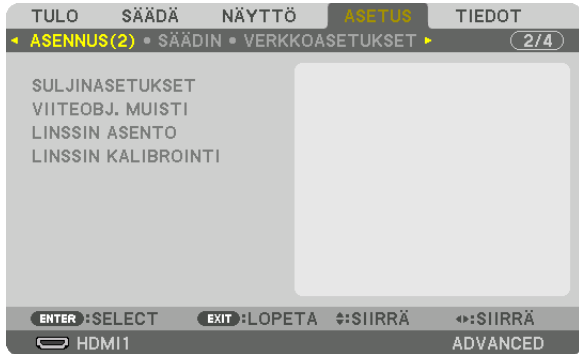 TULO SÄÄDÄ NÄYTTÖ ASETUS TIEDOT
ASENNUS(2) • SÄÄDIN • VERKKOASETUKSET 2/4
SULJINASETUKSET
VIITEOBJ. MUISTI
LINSSIN ASENTO
LINSSIN KALIBROINTI
ENTER :SELECT EXIT :LOPETA :SIIRRÄ :SIIRRÄ
HDMI1 ADVANCED